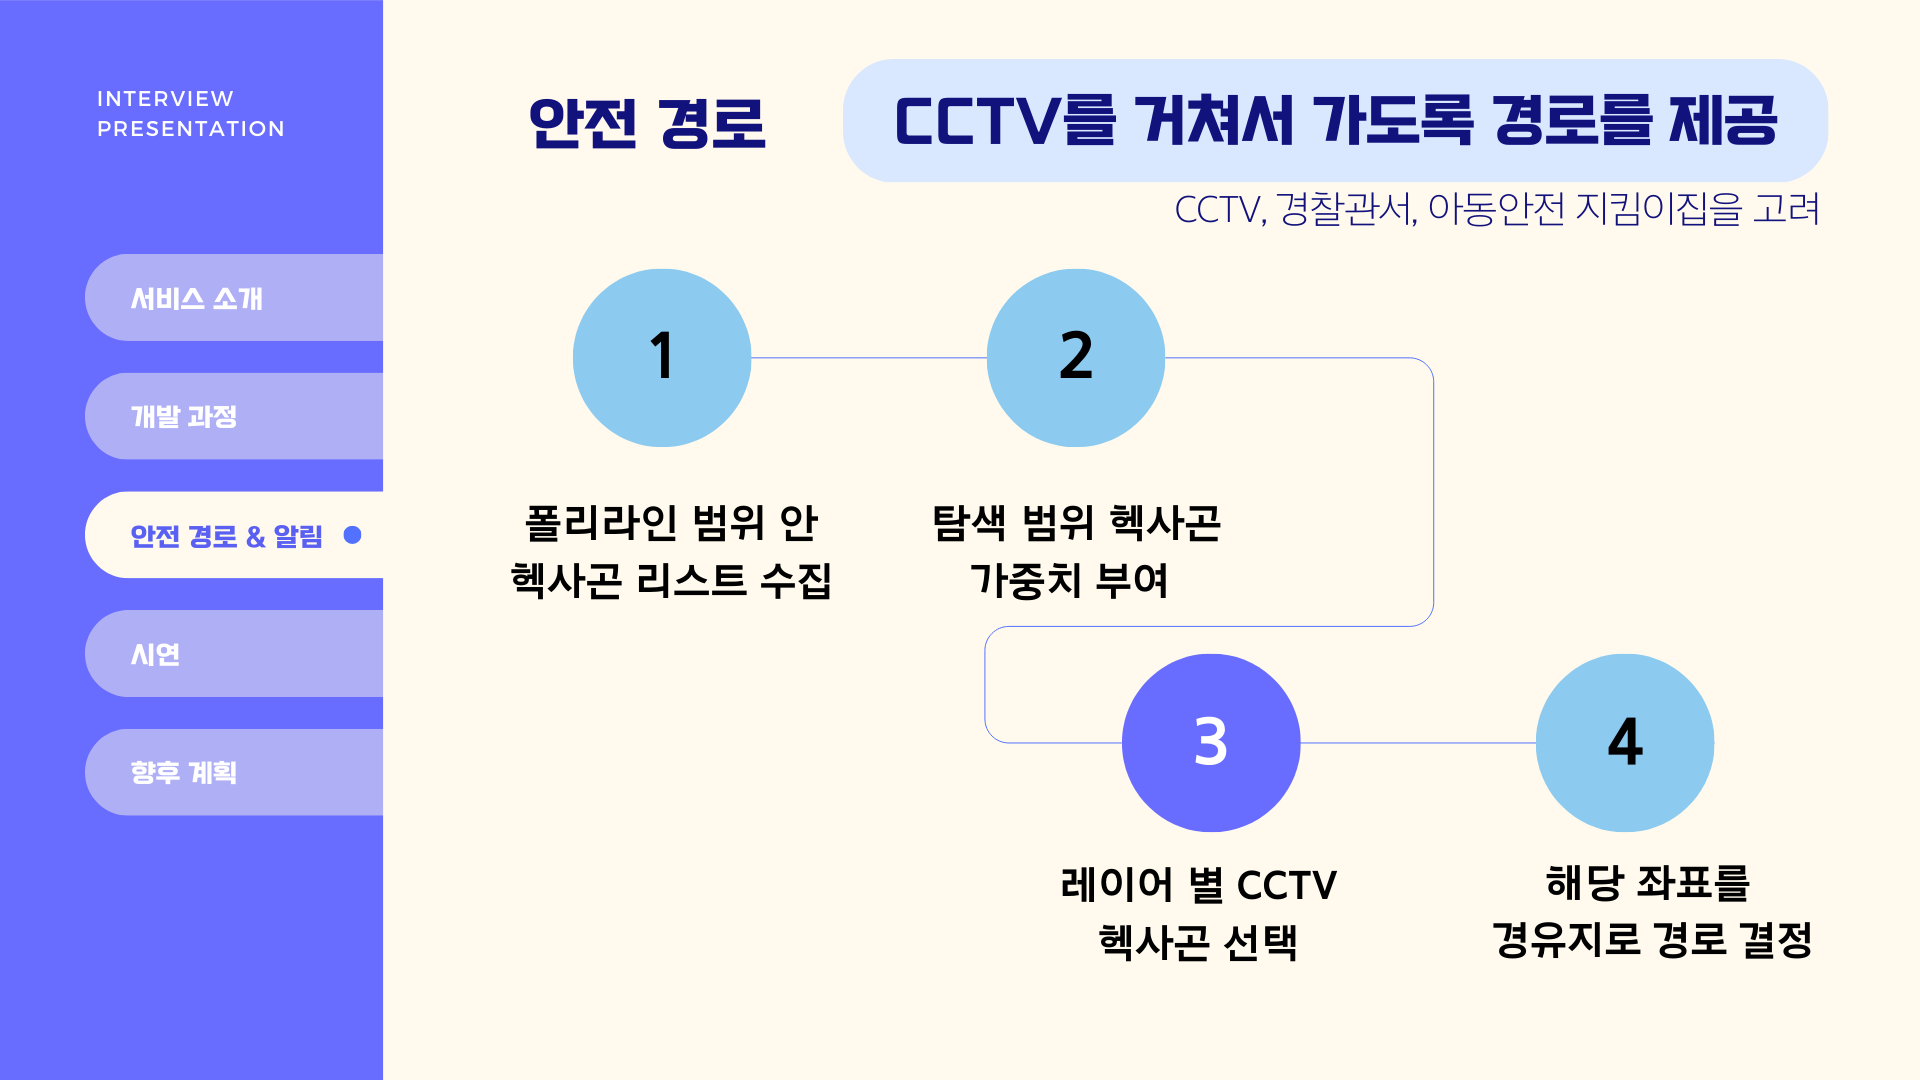 INTERVIEW
PRESENTATION
서비스 소개
개발 과정
안전 경로 & 알림
시연
향후 계획
안전 경로
CCTV를 거쳐서 가도록 경로를 제공
CCTV, 경찰관서, 아동안전 지킴이집을 고려
1
2
폴리라인 범위 안
헥사곤 리스트 수집
탐색 범위 헥사곤
가중치 부여
3
4
레이어 별 CCTV
헥사곤 선택
해당 좌표를
경유지로 경로 결정